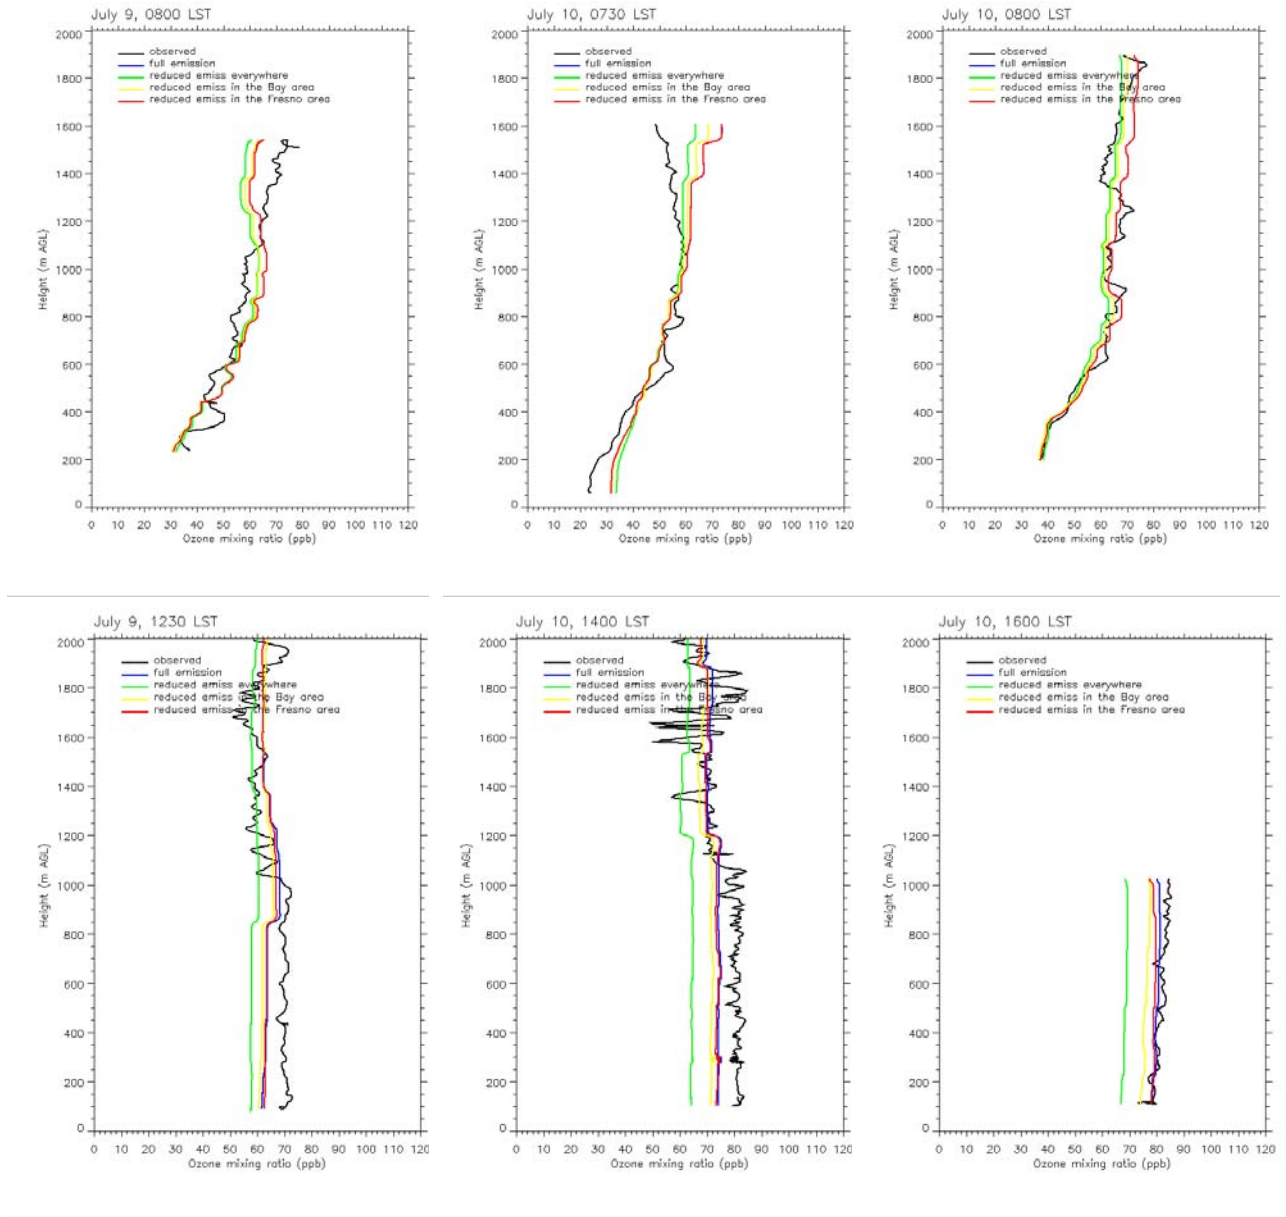 July 9, 0800 LST
observed
full emission
reduced emiss everywhere
reduced emiss in the Bay area
reduced emiss in the Fresno area
2000
1800
1600
1400
1200
1000
800
600
400
200
0
Height (m AGL)
0 10 20 30 40 50 60 70 80 90 100 110 120
Ozone mixing ratio (ppb)
July 10, 0730 LST
observed
full emission
reduced emiss everywhere
reduced emiss in the Bay area
reduced emiss in the Fresno area
2000
1800
1600
1400
1200
1000
800
600
400
200
0
Height (m AGL)
0 10 20 30 40 50 60 70 80 90 100 110 120
Ozone mixing ratio (ppb)
July 10, 0800 LST
observed
full emission
reduced emiss everywhere
reduced emiss in the Bay area
reduced emiss in the Fresno area
2000
1800
1600
1400
1200
1000
800
600
400
200
0
Height (m AGL)
0 10 20 30 40 50 60 70 80 90 100 110 120
Ozone mixing ratio (ppb)
July 9, 1230 LST
observed
full emission
reduced emiss everywhere
reduced emiss in the Bay area
reduced emiss in the Fresno area
2000
1800
1600
1400
1200
1000
800
600
400
200
0
Height (m AGL)
0 10 20 30 40 50 60 70 80 90 100 110 120
Ozone mixing ratio (ppb)
July 10, 1400 LST
observed
full emission
reduced emiss everywhere
reduced emiss in the Bay area
reduced emiss in the Fresno area
2000
1800
1600
1400
1200
1000
800
600
400
200
0
Height (m AGL)
0 10 20 30 40 50 60 70 80 90 100 110 120
Ozone mixing ratio (ppb)
July 10, 1600 LST
observed
full emission
reduced emiss everywhere
reduced emiss in the Bay area
reduced emiss in the Fresno area
2000
1800
1600
1400
1200
1000
800
600
400
200
0
Height (m AGL)
0 10 20 30 40 50 60 70 80 90 100 110 120
Ozone mixing ratio (ppb)